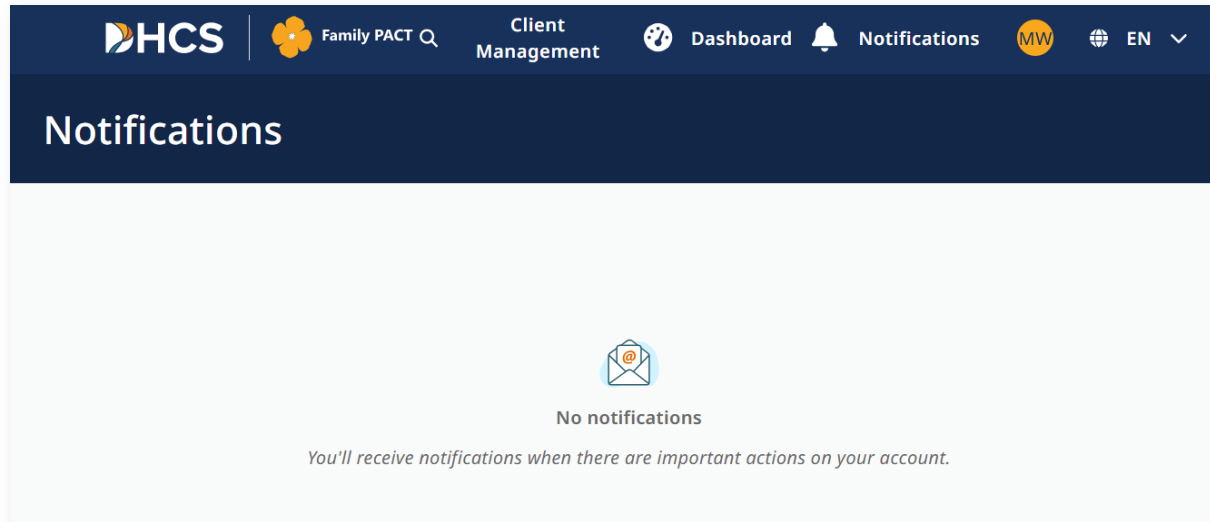 DHCS Family PACT Client Management Dashboard Notifications MW EN
Notifications
@
No notifications
You'll receive notifications when there are important actions on your account.